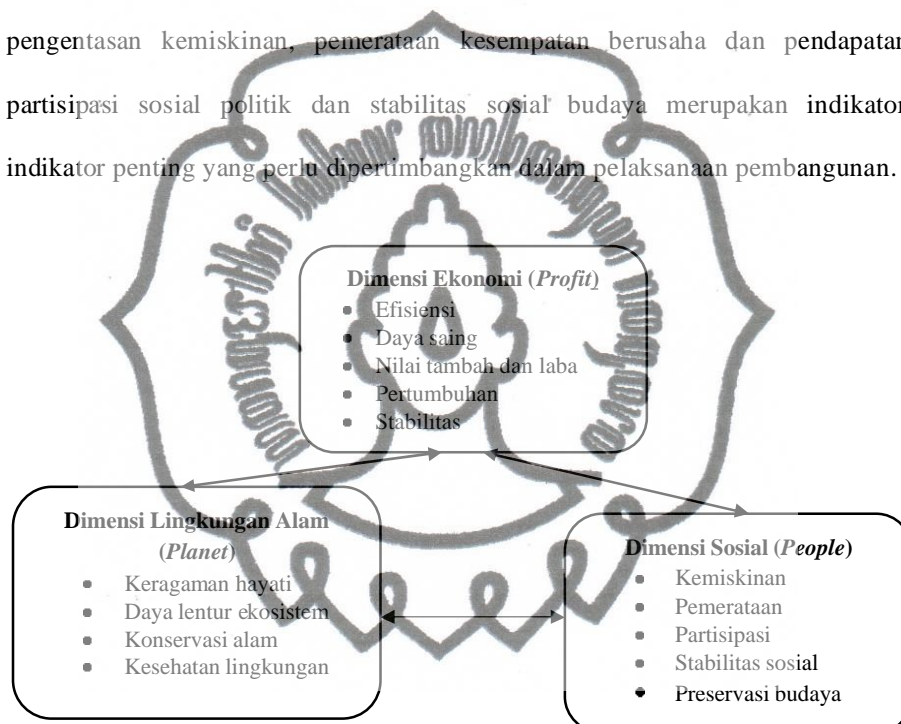 pengentasan kemiskinan, pemerataan kesempatan berusaha dan pendapatan
partisipasi sosial politik dan stabilitas sosial budaya merupakan indikator
indikator penting yang perlu dipertimbangkan dalam pelaksanaan pembangunan.
Dimensi Ekonomi (Profit)
• Efisiensi
• Daya saing
• Nilai tambah dan laba
• Pertumbuhan
• Stabilitas
Dimensi Lingkungan Alam
(Planet)
• Keragaman hayati
• Daya lentur ekosistem
• Konservasi alam
• Kesehatan lingkungan
Dimensi Sosial (People)
• Kemiskinan
• Pemerataan
• Partisipasi
• Stabilitas sosial
• Preservasi budaya